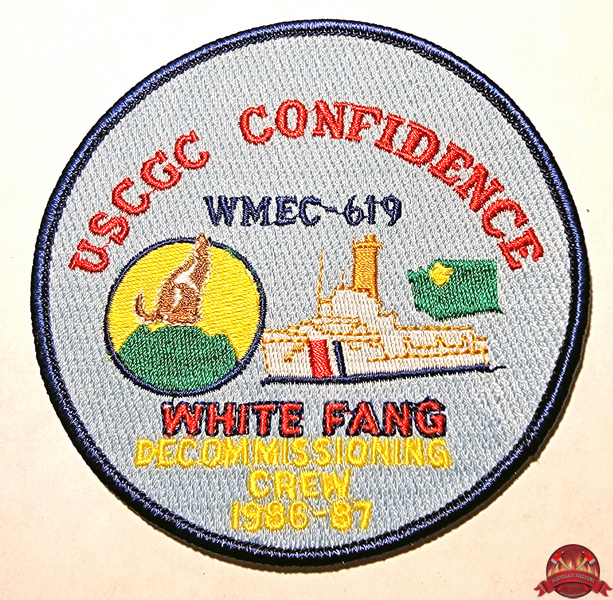 USCGC CONFIDENCE
WMEC-619
WHITE FANG
DECOMMISSIONING
CREW
1986-87